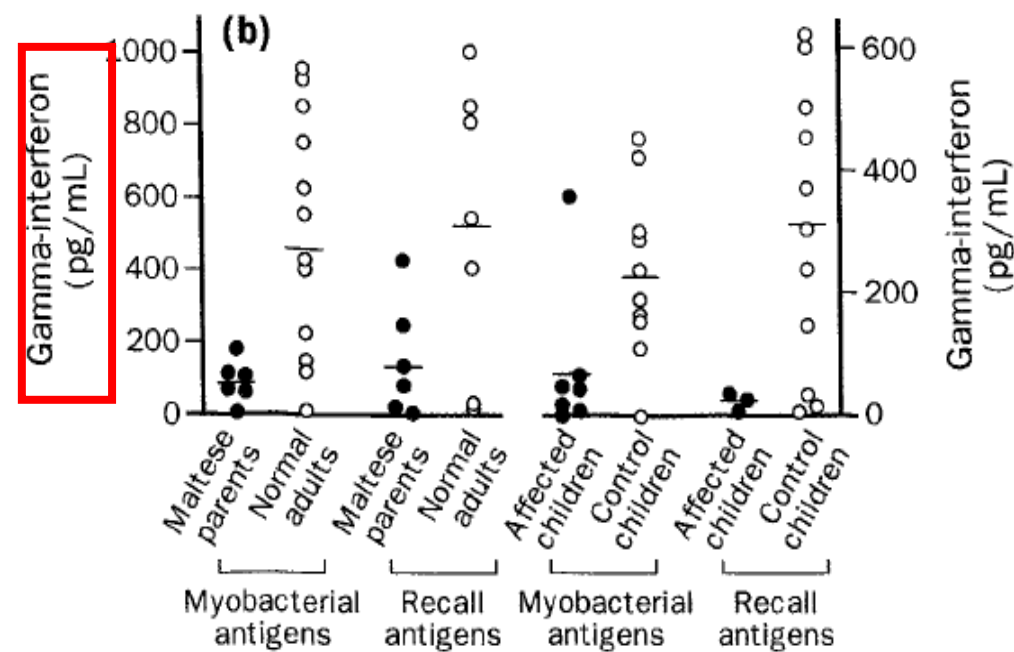 (b)
Gamma-interferon
(pg/mL)
1000
800
600
400
200
0
600
400
200
0
Gamma-interferon
(pg/mL)
Maltese
parents
Normal
adults
Maltese
parents
Normal
adults
Affected
children
Control
children
Affected
children
Control
children
Myobacterial
antigens
Recall
antigens
Myobacterial
antigens
Recall
antigens